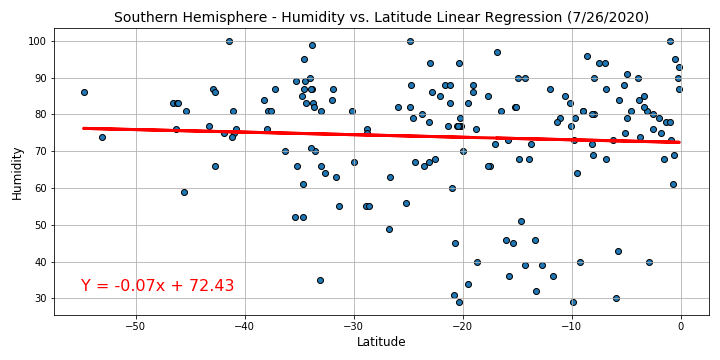 Southern Hemisphere - Humidity vs. Latitude Linear Regression (7/26/2020)
100
90
80
70
60
50
40
30
Humidity
Y = -0.07x + 72.43
−50 −40 −30 −20 −10 0
Latitude